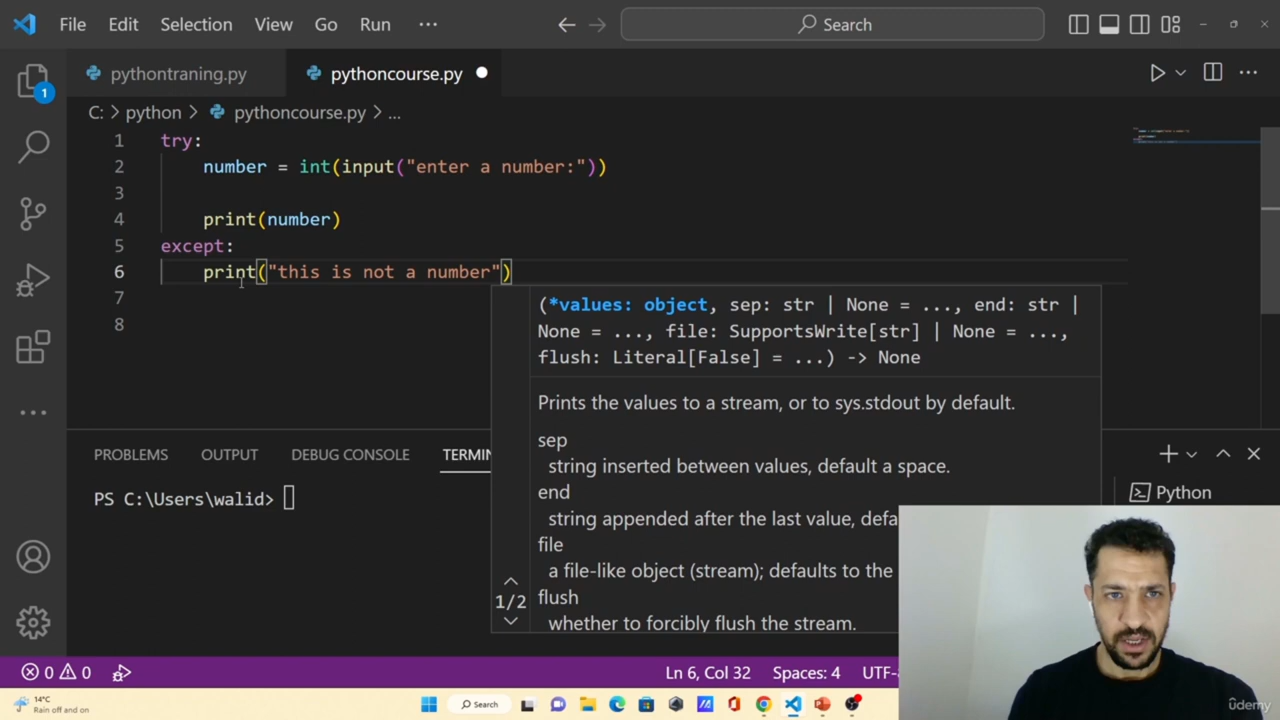 File Edit Selection View Go Run ··· Search
pythontraning.py pythoncourse.py
C: > python > pythoncourse.py > ...
1 try:
2 number = int(input("enter a number:"))
3
4 print(number)
5 except:
6 print("this is not a number")
7
8
(*values: object, sep: str | None = ..., end: str |
None = ..., file: SupportsWrite[str] | None = ...,
flush: Literal[False] = ...) -> None
Prints the values to a stream, or to sys.stdout by default.
sep
string inserted between values, default a space.
end
string appended after the last value, defa
file
a file-like object (stream); defaults to the
1/2
flush
whether to forcibly flush the stream.
PROBLEMS OUTPUT DEBUG CONSOLE TERMIN
PS C:\Users\walid>
Python
1
0 0 Ln 6, Col 32 Spaces: 4 UTF-
14°C
Rain off and on
Search
udemy